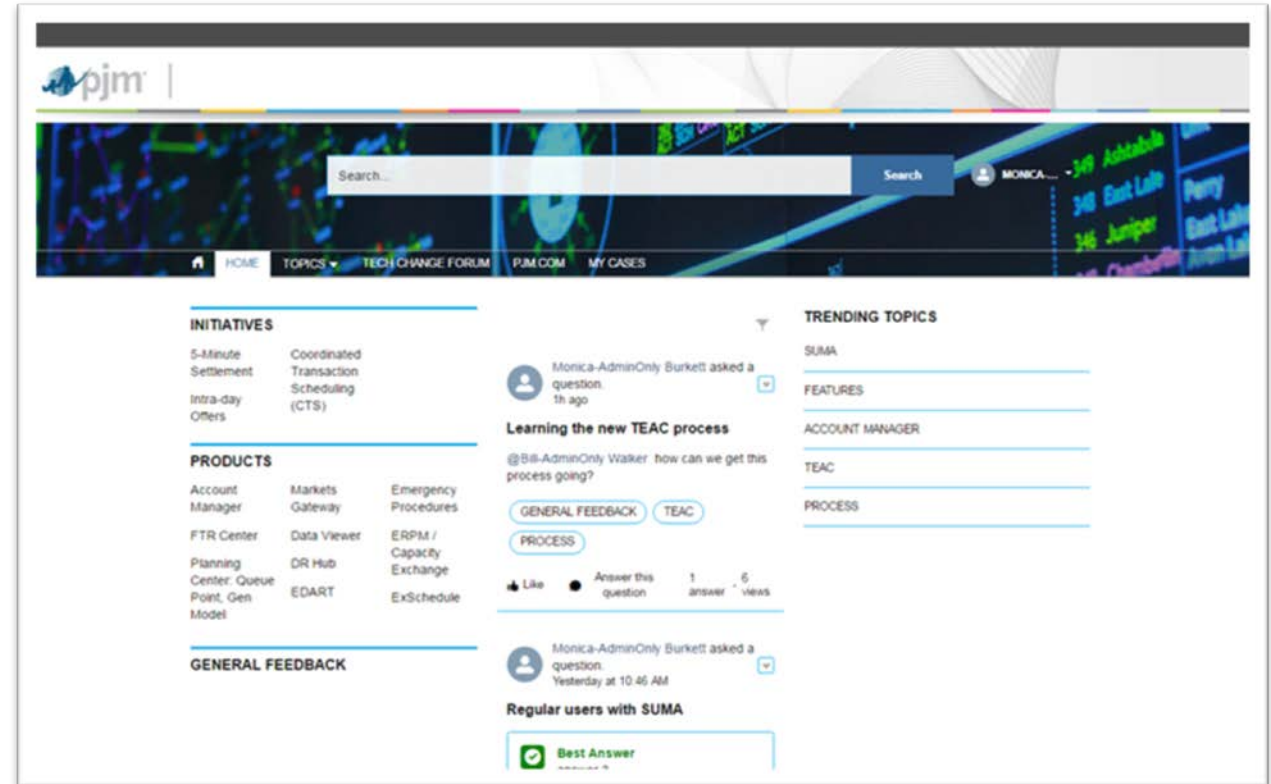 pjm
Search...
Search
MONICA-...
349 Ashtabula
348 East Lake
346 Juniper
Perry
East Lake
HOME
TOPICS
TECH CHANGE FORUM
PJM.COM
MY CASES
INITIATIVES
5-Minute
Settlement
Intra-day
Offers
Coordinated
Transaction
Scheduling
(CTS)
PRODUCTS
Account
Manager
FTR Center
Planning
Center: Queue
Point, Gen
Model
Markets
Gateway
Data Viewer
DR Hub
EDART
Emergency
Procedures
ERPM /
Capacity
Exchange
ExSchedule
GENERAL FEEDBACK
Monica-AdminOnly Burkett asked a
question.
1h ago
Learning the new TEAC process
@Bill-AdminOnly Walker how can we get this
process going?
GENERAL FEEDBACK
TEAC
PROCESS
Like
Answer this
question
1
answer
·
6
views
Monica-AdminOnly Burkett asked a
question.
Yesterday at 10:46 AM
Regular users with SUMA
Best Answer
TRENDING TOPICS
SUMA
FEATURES
ACCOUNT MANAGER
TEAC
PROCESS